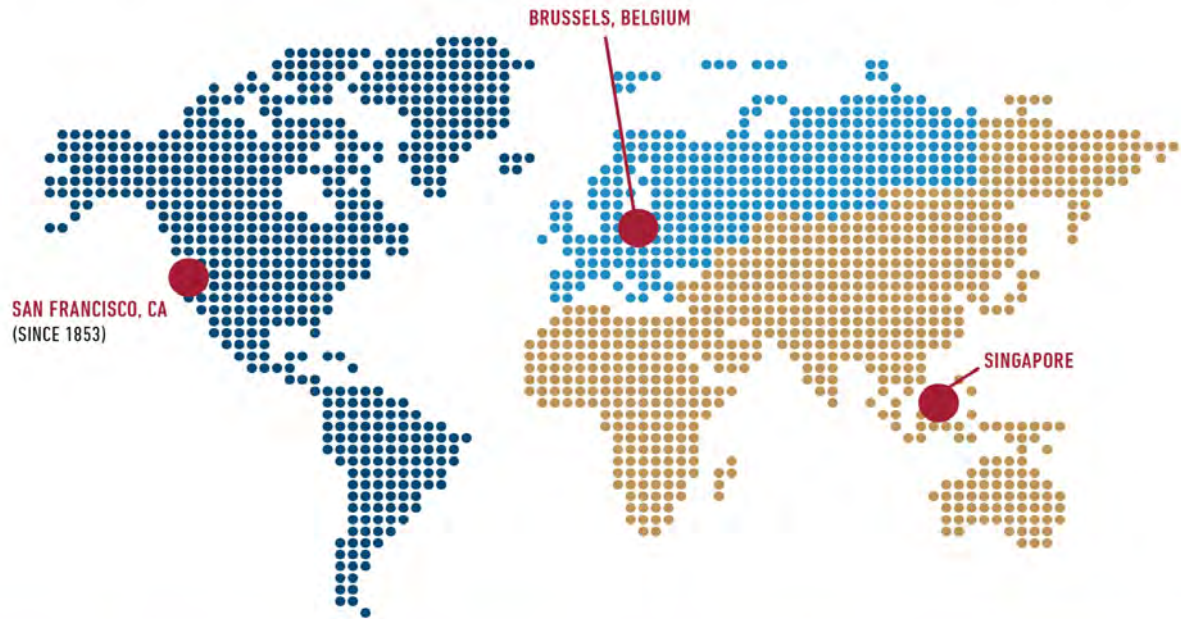 BRUSSELS, BELGIUM
SAN FRANCISCO, CA
(SINCE 1853)
SINGAPORE